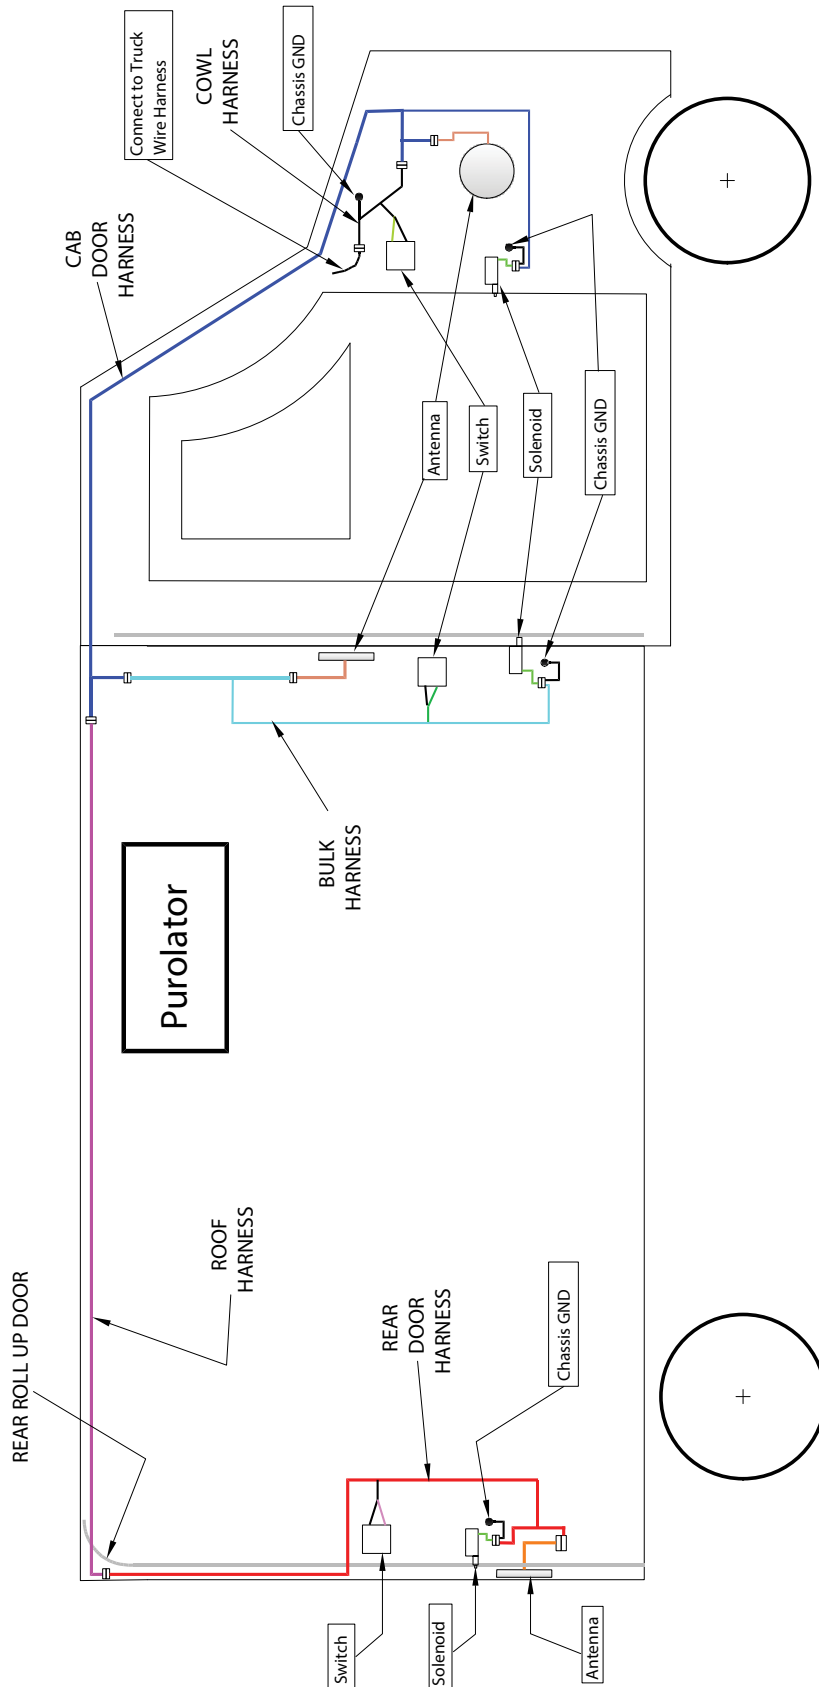 REAR ROLL UP DOOR
ROOF
HARNESS
REAR
DOOR
HARNESS
Chassis GND
Switch
Solenoid
Antenna
Purolator
BULK
HARNESS
CAB
DOOR
HARNESS
Connect to Truck
Wire Harness
COWL
HARNESS
Chassis GND
Antenna
Switch
Solenoid
Chassis GND